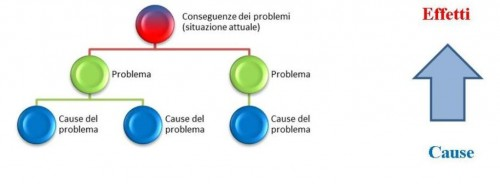 Conseguenze dei problemi
(situazione attuale)
Effetti
Problema
Problema
Cause del
problema
Cause del
problema
Cause del
problema
Cause